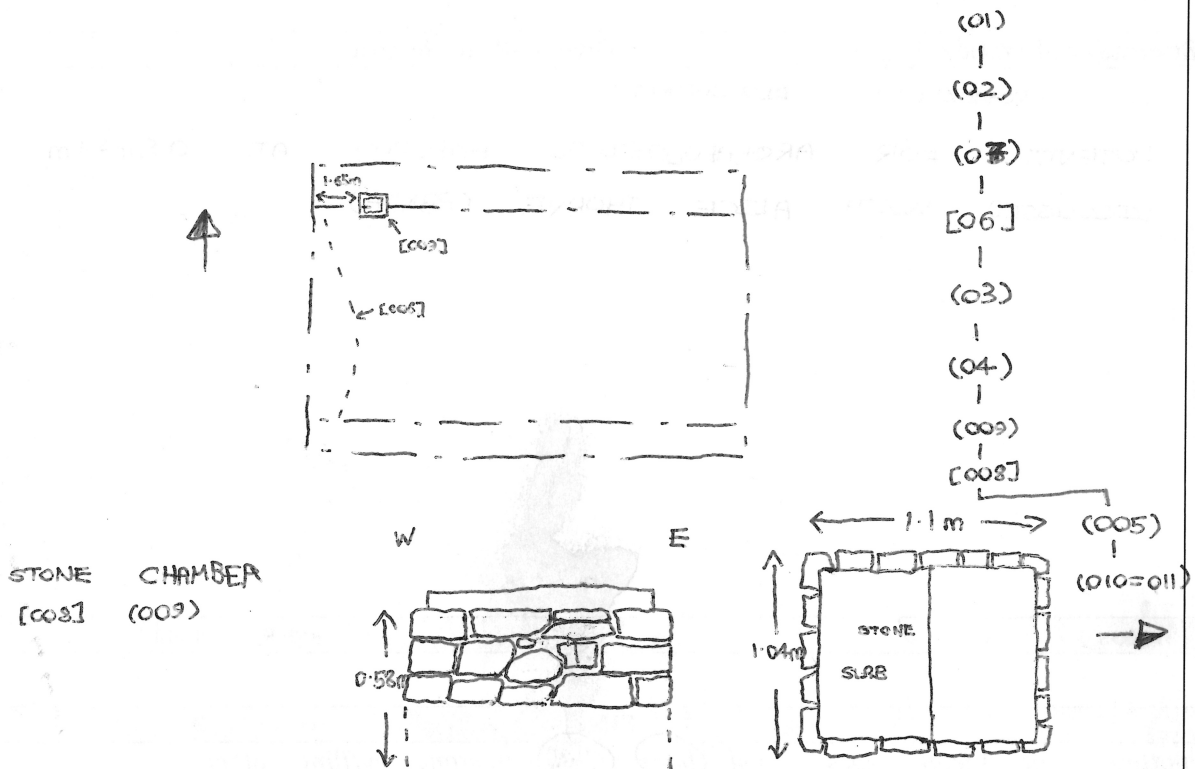 (01)
(02)
[06]
(03)
(04)
(009)
[008]
(005)
(010=011)
1.65m
[009]
[005]
STONE CHAMBER
[008] (009)
W E
0.58m
1.1m
1.04m
STONE
SLAB